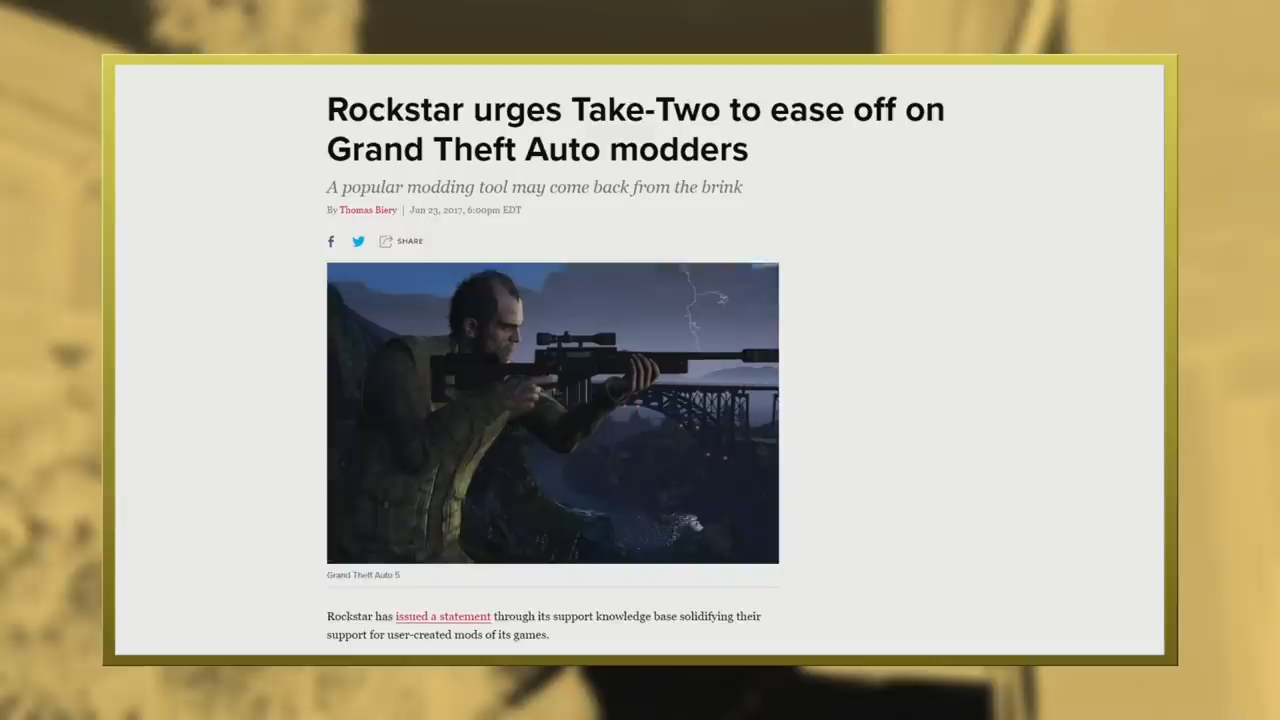 Rockstar urges Take-Two to ease off on
Grand Theft Auto modders
A popular modding tool may come back from the brink
By Thomas Biery | Jan 23, 2017, 6:00pm EDT
SHARE
Grand Theft Auto 5
Rockstar has issued a statement through its support knowledge base solidifying their
support for user-created mods of its games.